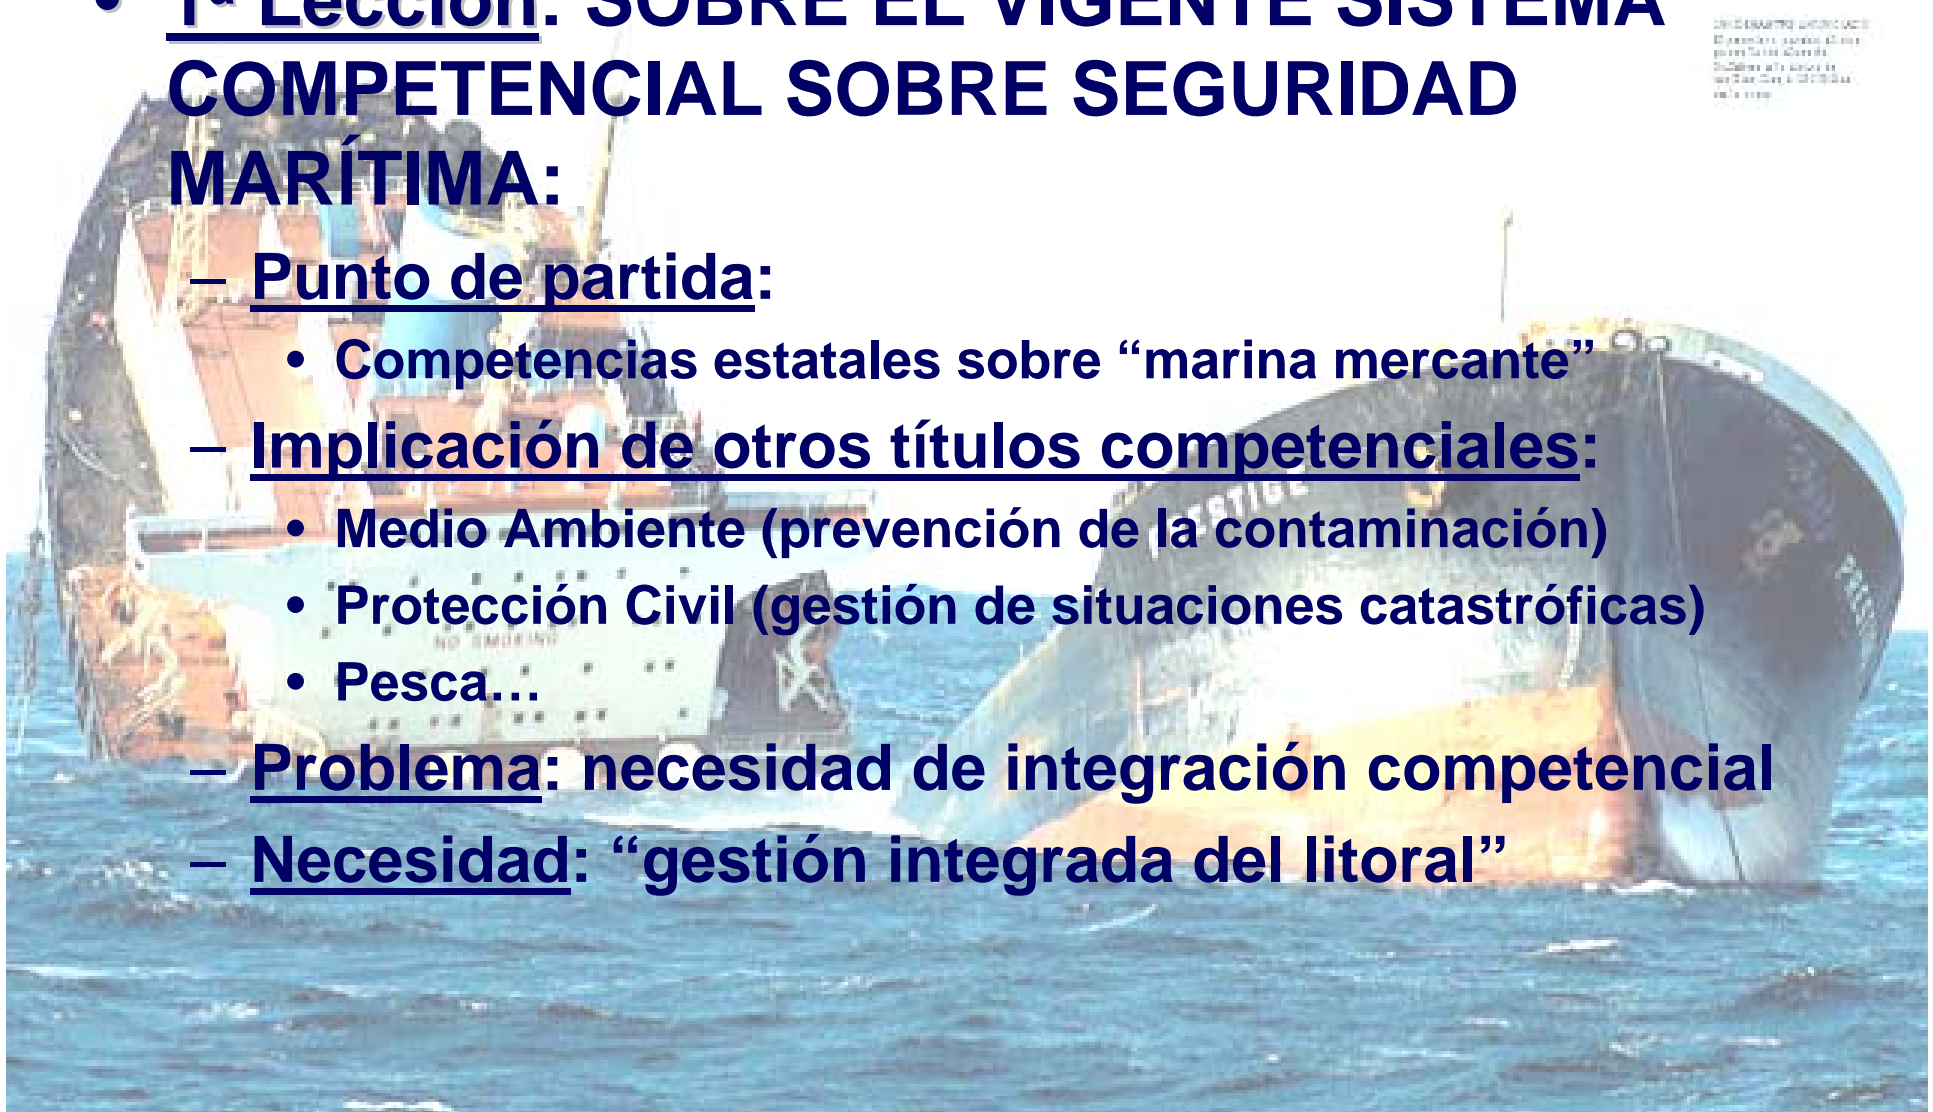 • 1ª Lección: SOBRE EL VIGENTE SISTEMA
COMPETENCIAL SOBRE SEGURIDAD
MARÍTIMA:
– Punto de partida:
• Competencias estatales sobre “marina mercante”
– Implicación de otros títulos competenciales:
• Medio Ambiente (prevención de la contaminación)
• Protección Civil (gestión de situaciones catastróficas)
• Pesca…
– Problema: necesidad de integración competencial
– Necesidad: “gestión integrada del litoral”
NO SMOKING